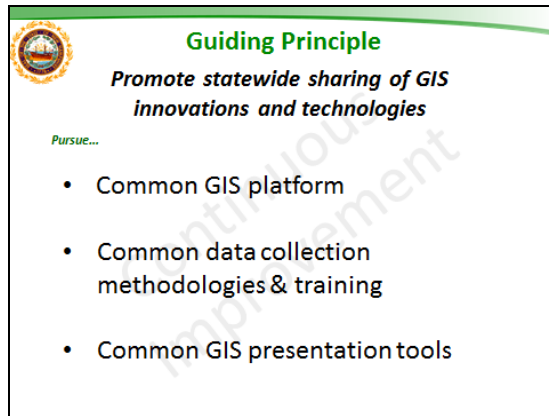 Guiding Principle
Promote statewide sharing of GIS
innovations and technologies
Pursue...
• Common GIS platform
• Common data collection
methodologies & training
• Common GIS presentation tools
Continuous
Improvement